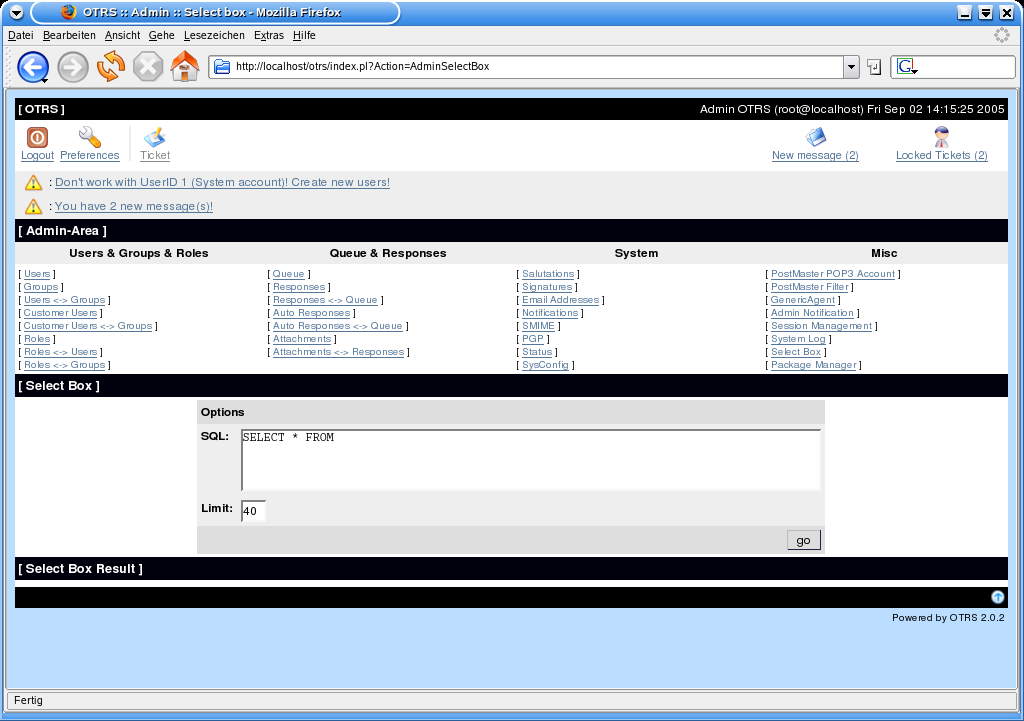 OTRS :: Admin :: Select box - Mozilla Firefox
Datei Bearbeiten Ansicht Gehe Lesezeichen Extras Hilfe
http://localhost/otrs/index.pl?Action=AdminSelectBox G
[ OTRS ] Admin OTRS (root@localhost) Fri Sep 02 14:15:25 2005
Logout Preferences Ticket New message (2) Locked Tickets (2)
: Don't work with UserID 1 (System account)! Create new users!
: You have 2 new message(s)!
[ Admin-Area ]
Users & Groups & Roles Queue & Responses System Misc
[ Users ] [ Queue ] [ Salutations ] [ PostMaster POP3 Account ]
[ Groups ] [ Responses ] [ Signatures ] [ PostMaster Filter ]
[ Users <-> Groups ] [ Responses <-> Queue ] [ Email Addresses ] [ GenericAgent ]
[ Customer Users ] [ Auto Responses ] [ Notifications ] [ Admin Notification ]
[ Customer Users <-> Groups ] [ Auto Responses <-> Queue ] [ SMIME ] [ Session Management ]
[ Roles ] [ Attachments ] [ PGP ] [ System Log ]
[ Roles <-> Users ] [ Attachments <-> Responses ] [ Status ] [ Select Box ]
[ Roles <-> Groups ] [ SysConfig ] [ Package Manager ]
[ Select Box ]
Options
SQL: SELECT * FROM
Limit: 40
go
[ Select Box Result ]
Powered by OTRS 2.0.2
Fertig